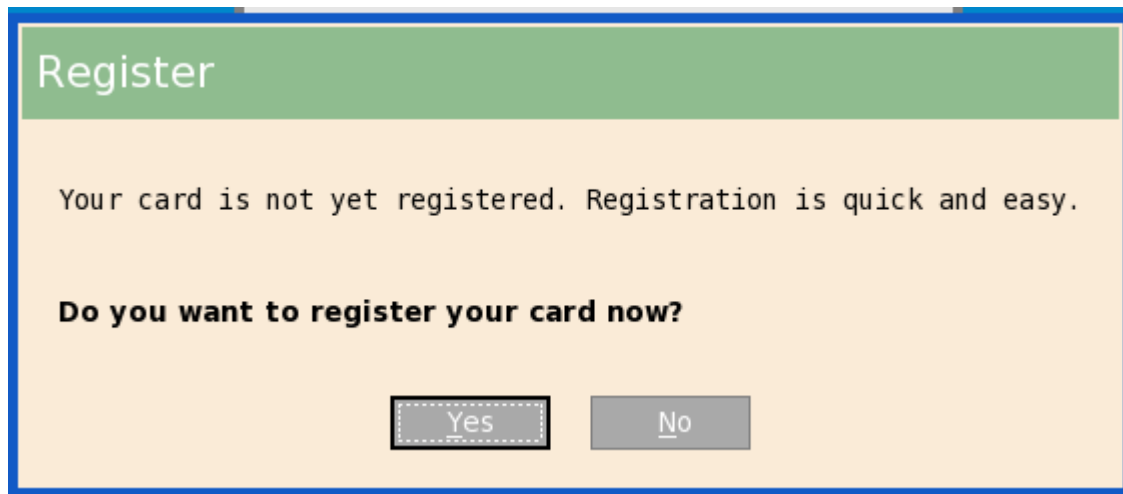 Register
Your card is not yet registered. Registration is quick and easy.
Do you want to register your card now?
Yes
No